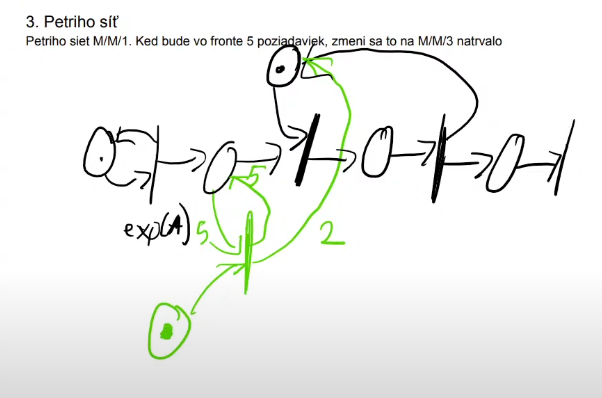 3. Petriho síť
Petriho siet M/M/1. Ked bude vo fronte 5 poziadaviek, zmeni sa to na M/M/3 natrvalo
5
exp(A)
5
2